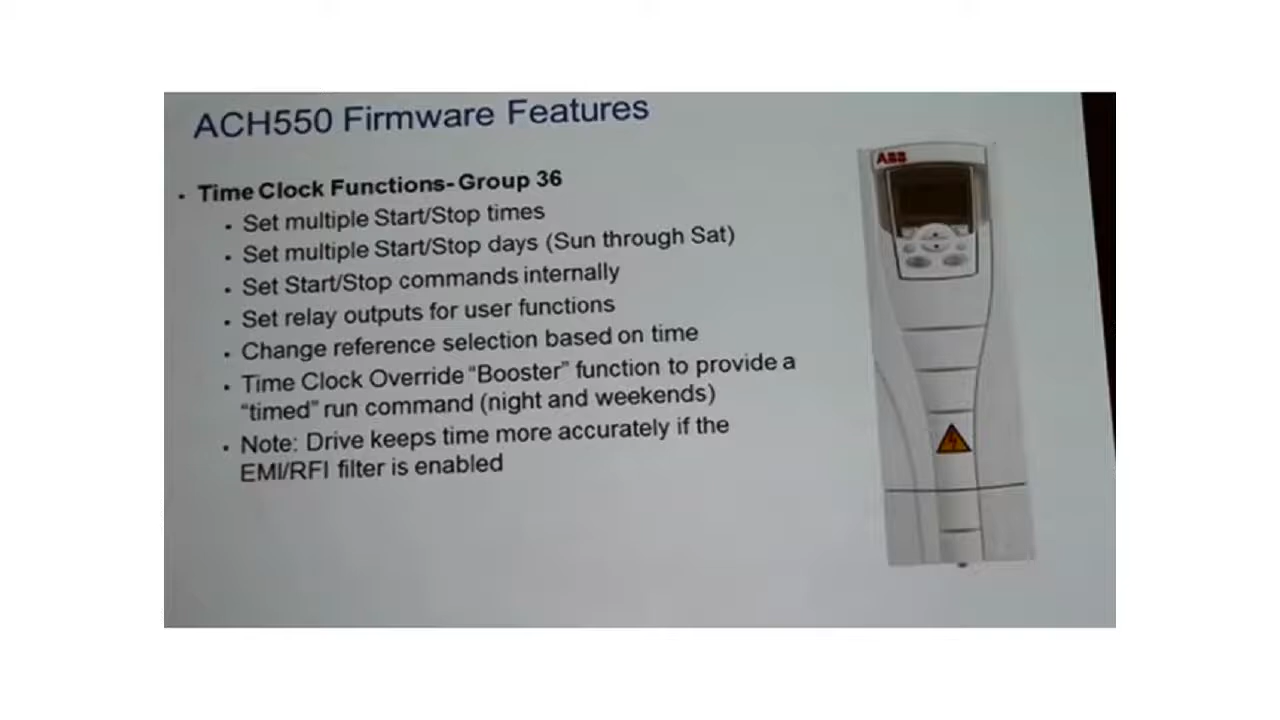 ACH550 Firmware Features
• Time Clock Functions- Group 36
• Set multiple Start/Stop times
• Set multiple Start/Stop days (Sun through Sat)
• Set Start/Stop commands internally
• Set relay outputs for user functions
• Change reference selection based on time
• Time Clock Override “Booster” function to provide a
“timed” run command (night and weekends)
• Note: Drive keeps time more accurately if the
EMI/RFI filter is enabled
ABB